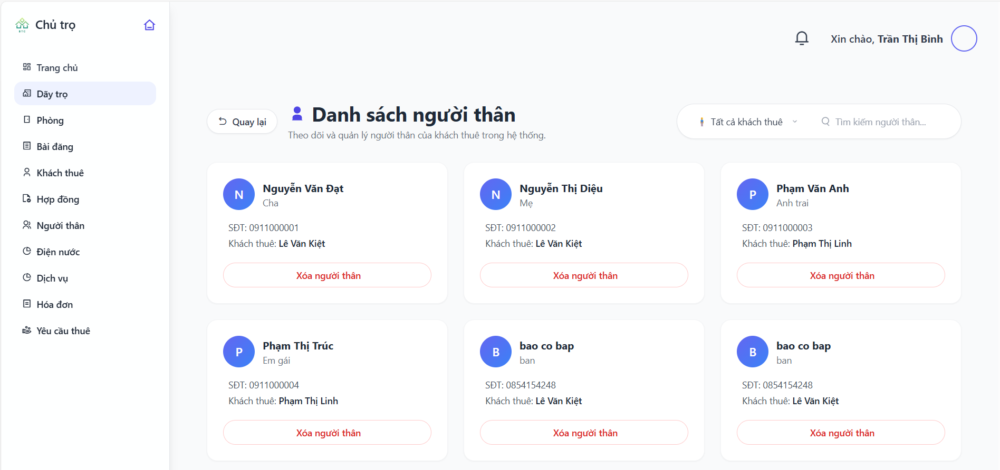 Chủ trọ
BTC
Trang chủ
Dãy trọ
Phòng
Bài đăng
Khách thuê
Hợp đồng
Người thân
Điện nước
Dịch vụ
Hóa đơn
Yêu cầu thuê
Xin chào, Trần Thị Bình
Quay lại
Danh sách người thân
Theo dõi và quản lý người thân của khách thuê trong hệ thống.
Tất cả khách thuê
Tìm kiếm người thân...
N
Nguyễn Văn Đạt
Cha
SĐT: 0911000001
Khách thuê: Lê Văn Kiệt
Xóa người thân
N
Nguyễn Thị Diệu
Mẹ
SĐT: 0911000002
Khách thuê: Lê Văn Kiệt
Xóa người thân
P
Phạm Văn Anh
Anh trai
SĐT: 0911000003
Khách thuê: Phạm Thị Linh
Xóa người thân
P
Phạm Thị Trúc
Em gái
SĐT: 0911000004
Khách thuê: Phạm Thị Linh
Xóa người thân
B
bao co bap
ban
SĐT: 0854154248
Khách thuê: Lê Văn Kiệt
Xóa người thân
B
bao co bap
ban
SĐT: 0854154248
Khách thuê: Lê Văn Kiệt
Xóa người thân